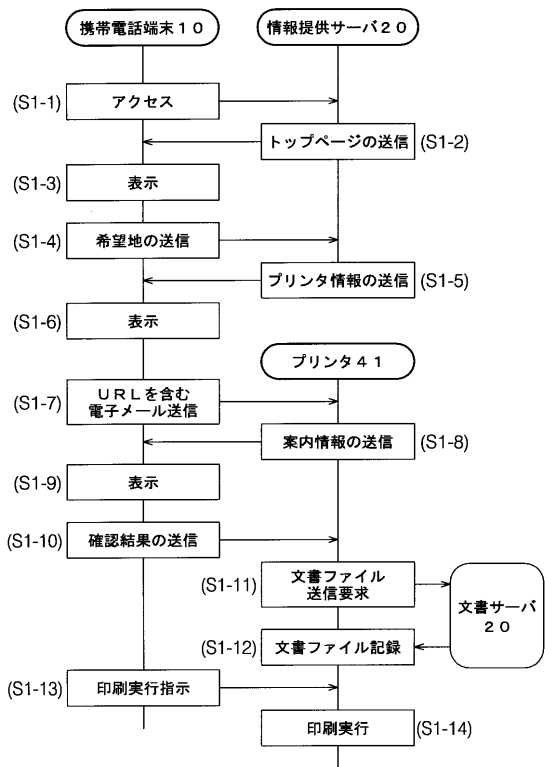 携帯電話端末１０
情報提供サーバ２０
(S1-1)
アクセス
トップページの送信
(S1-2)
(S1-3)
表示
(S1-4)
希望地の送信
プリンタ情報の送信
(S1-5)
(S1-6)
表示
プリンタ４１
(S1-7)
ＵＲＬを含む
電子メール送信
案内情報の送信
(S1-8)
(S1-9)
表示
(S1-10)
確認結果の送信
(S1-11)
文書ファイル
送信要求
文書サーバ
２０
(S1-12)
文書ファイル記録
(S1-13)
印刷実行指示
印刷実行
(S1-14)